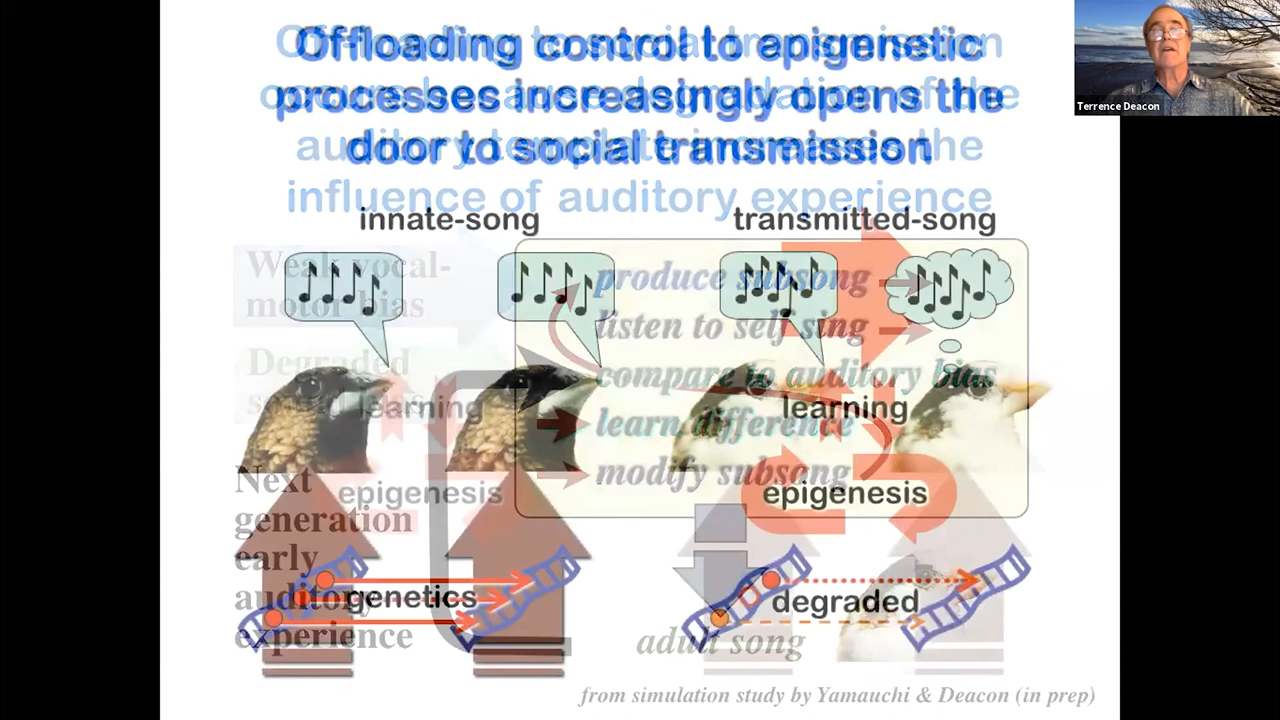 Offloading control to epigenetic
processes increasingly opens the
door to social transmission
influence of auditory experience
innate-song
transmitted-song
Weak vocal-
motor bias
produce subsong
listen to self sing
compare to auditory bias
Degraded
learning
learning
learn difference
modify subsong
epigenesis
epigenesis
Next
generation
early
auditory
experience
genetics
degraded
adult song
from simulation study by Yamauchi & Deacon (in prep)
Terrence Deacon